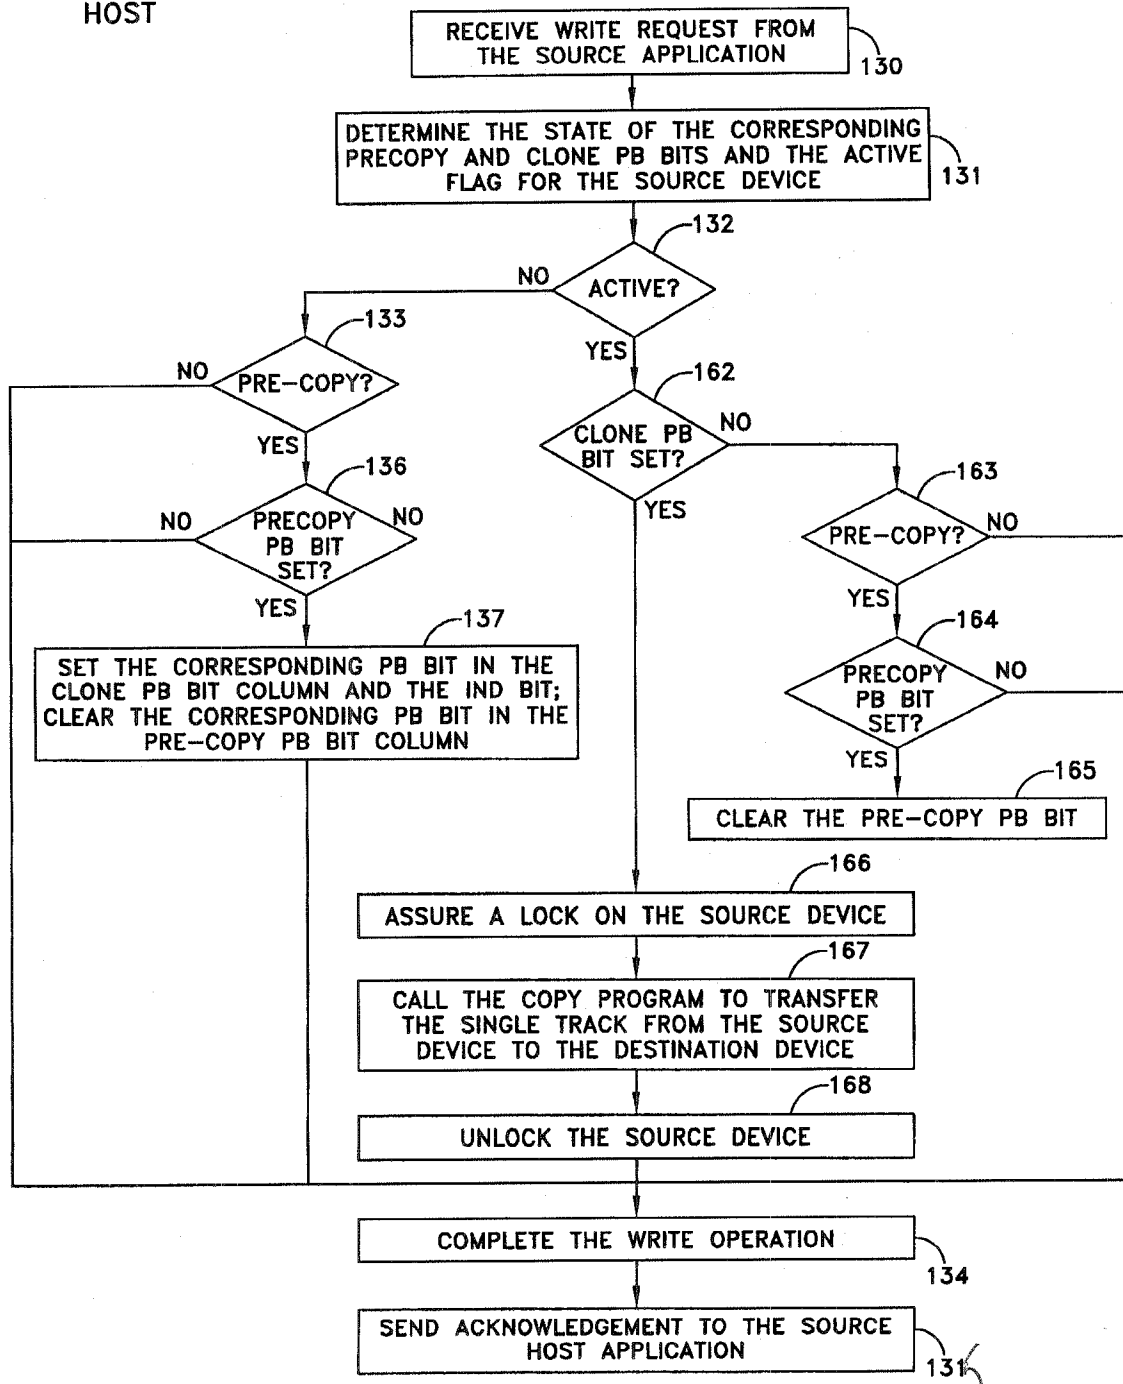 HOST
RECEIVE WRITE REQUEST FROM
THE SOURCE APPLICATION
130
DETERMINE THE STATE OF THE CORRESPONDING
PRECOPY AND CLONE PB BITS AND THE ACTIVE
FLAG FOR THE SOURCE DEVICE
131
132
ACTIVE?
NO
YES
133
PRE-COPY?
NO
YES
162
CLONE PB
BIT SET?
NO
YES
136
PRECOPY
PB BIT
SET?
NO
NO
YES
163
PRE-COPY?
NO
YES
137
SET THE CORRESPONDING PB BIT IN THE
CLONE PB BIT COLUMN AND THE IND BIT;
CLEAR THE CORRESPONDING PB BIT IN THE
PRE-COPY PB BIT COLUMN
164
PRECOPY
PB BIT
SET?
NO
YES
165
CLEAR THE PRE-COPY PB BIT
166
ASSURE A LOCK ON THE SOURCE DEVICE
167
CALL THE COPY PROGRAM TO TRANSFER
THE SINGLE TRACK FROM THE SOURCE
DEVICE TO THE DESTINATION DEVICE
168
UNLOCK THE SOURCE DEVICE
COMPLETE THE WRITE OPERATION
134
SEND ACKNOWLEDGEMENT TO THE SOURCE
HOST APPLICATION
131